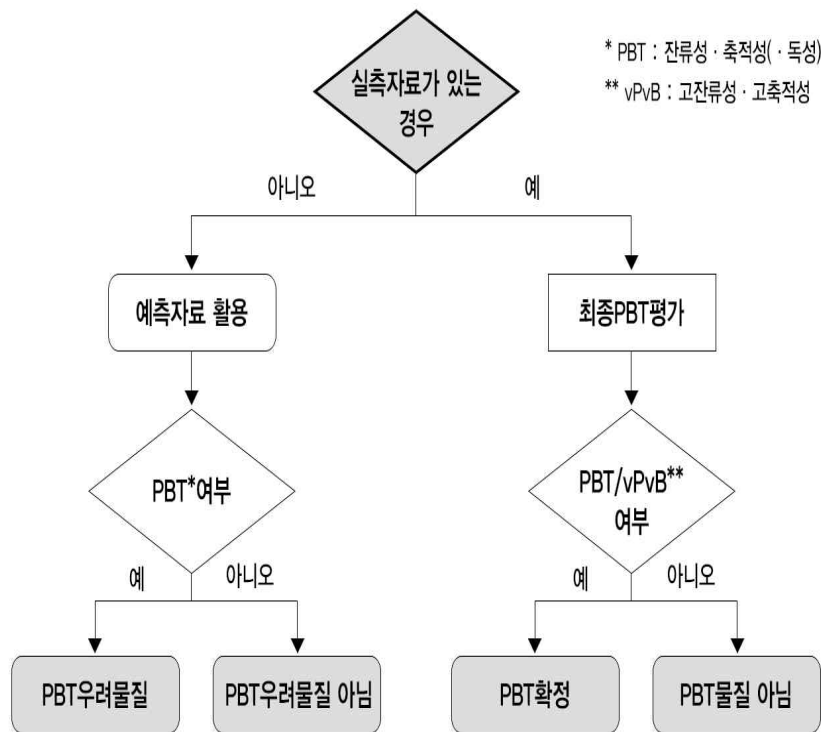 실측자료가 있는
경우
* PBT : 잔류성 · 축적성( · 독성)
** vPvB : 고잔류성 · 고축적성
아니오
예
예측자료 활용
최종PBT평가
PBT*여부
PBT/vPvB**
여부
예
아니오
예
아니오
PBT우려물질
PBT우려물질 아님
PBT확정
PBT물질 아님